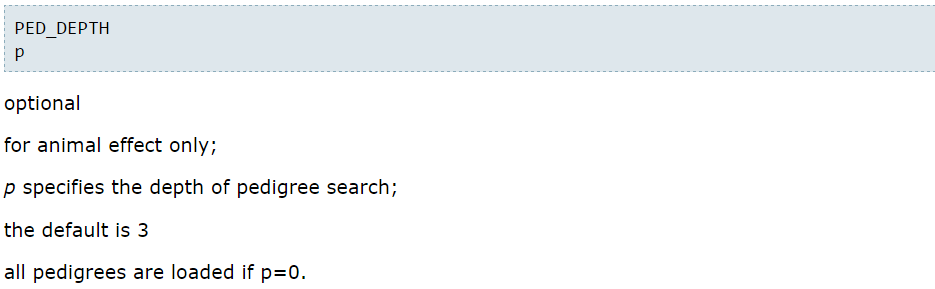 PED_DEPTH
p
optional
for animal effect only;
p specifies the depth of pedigree search;
the default is 3
all pedigrees are loaded if p=0.